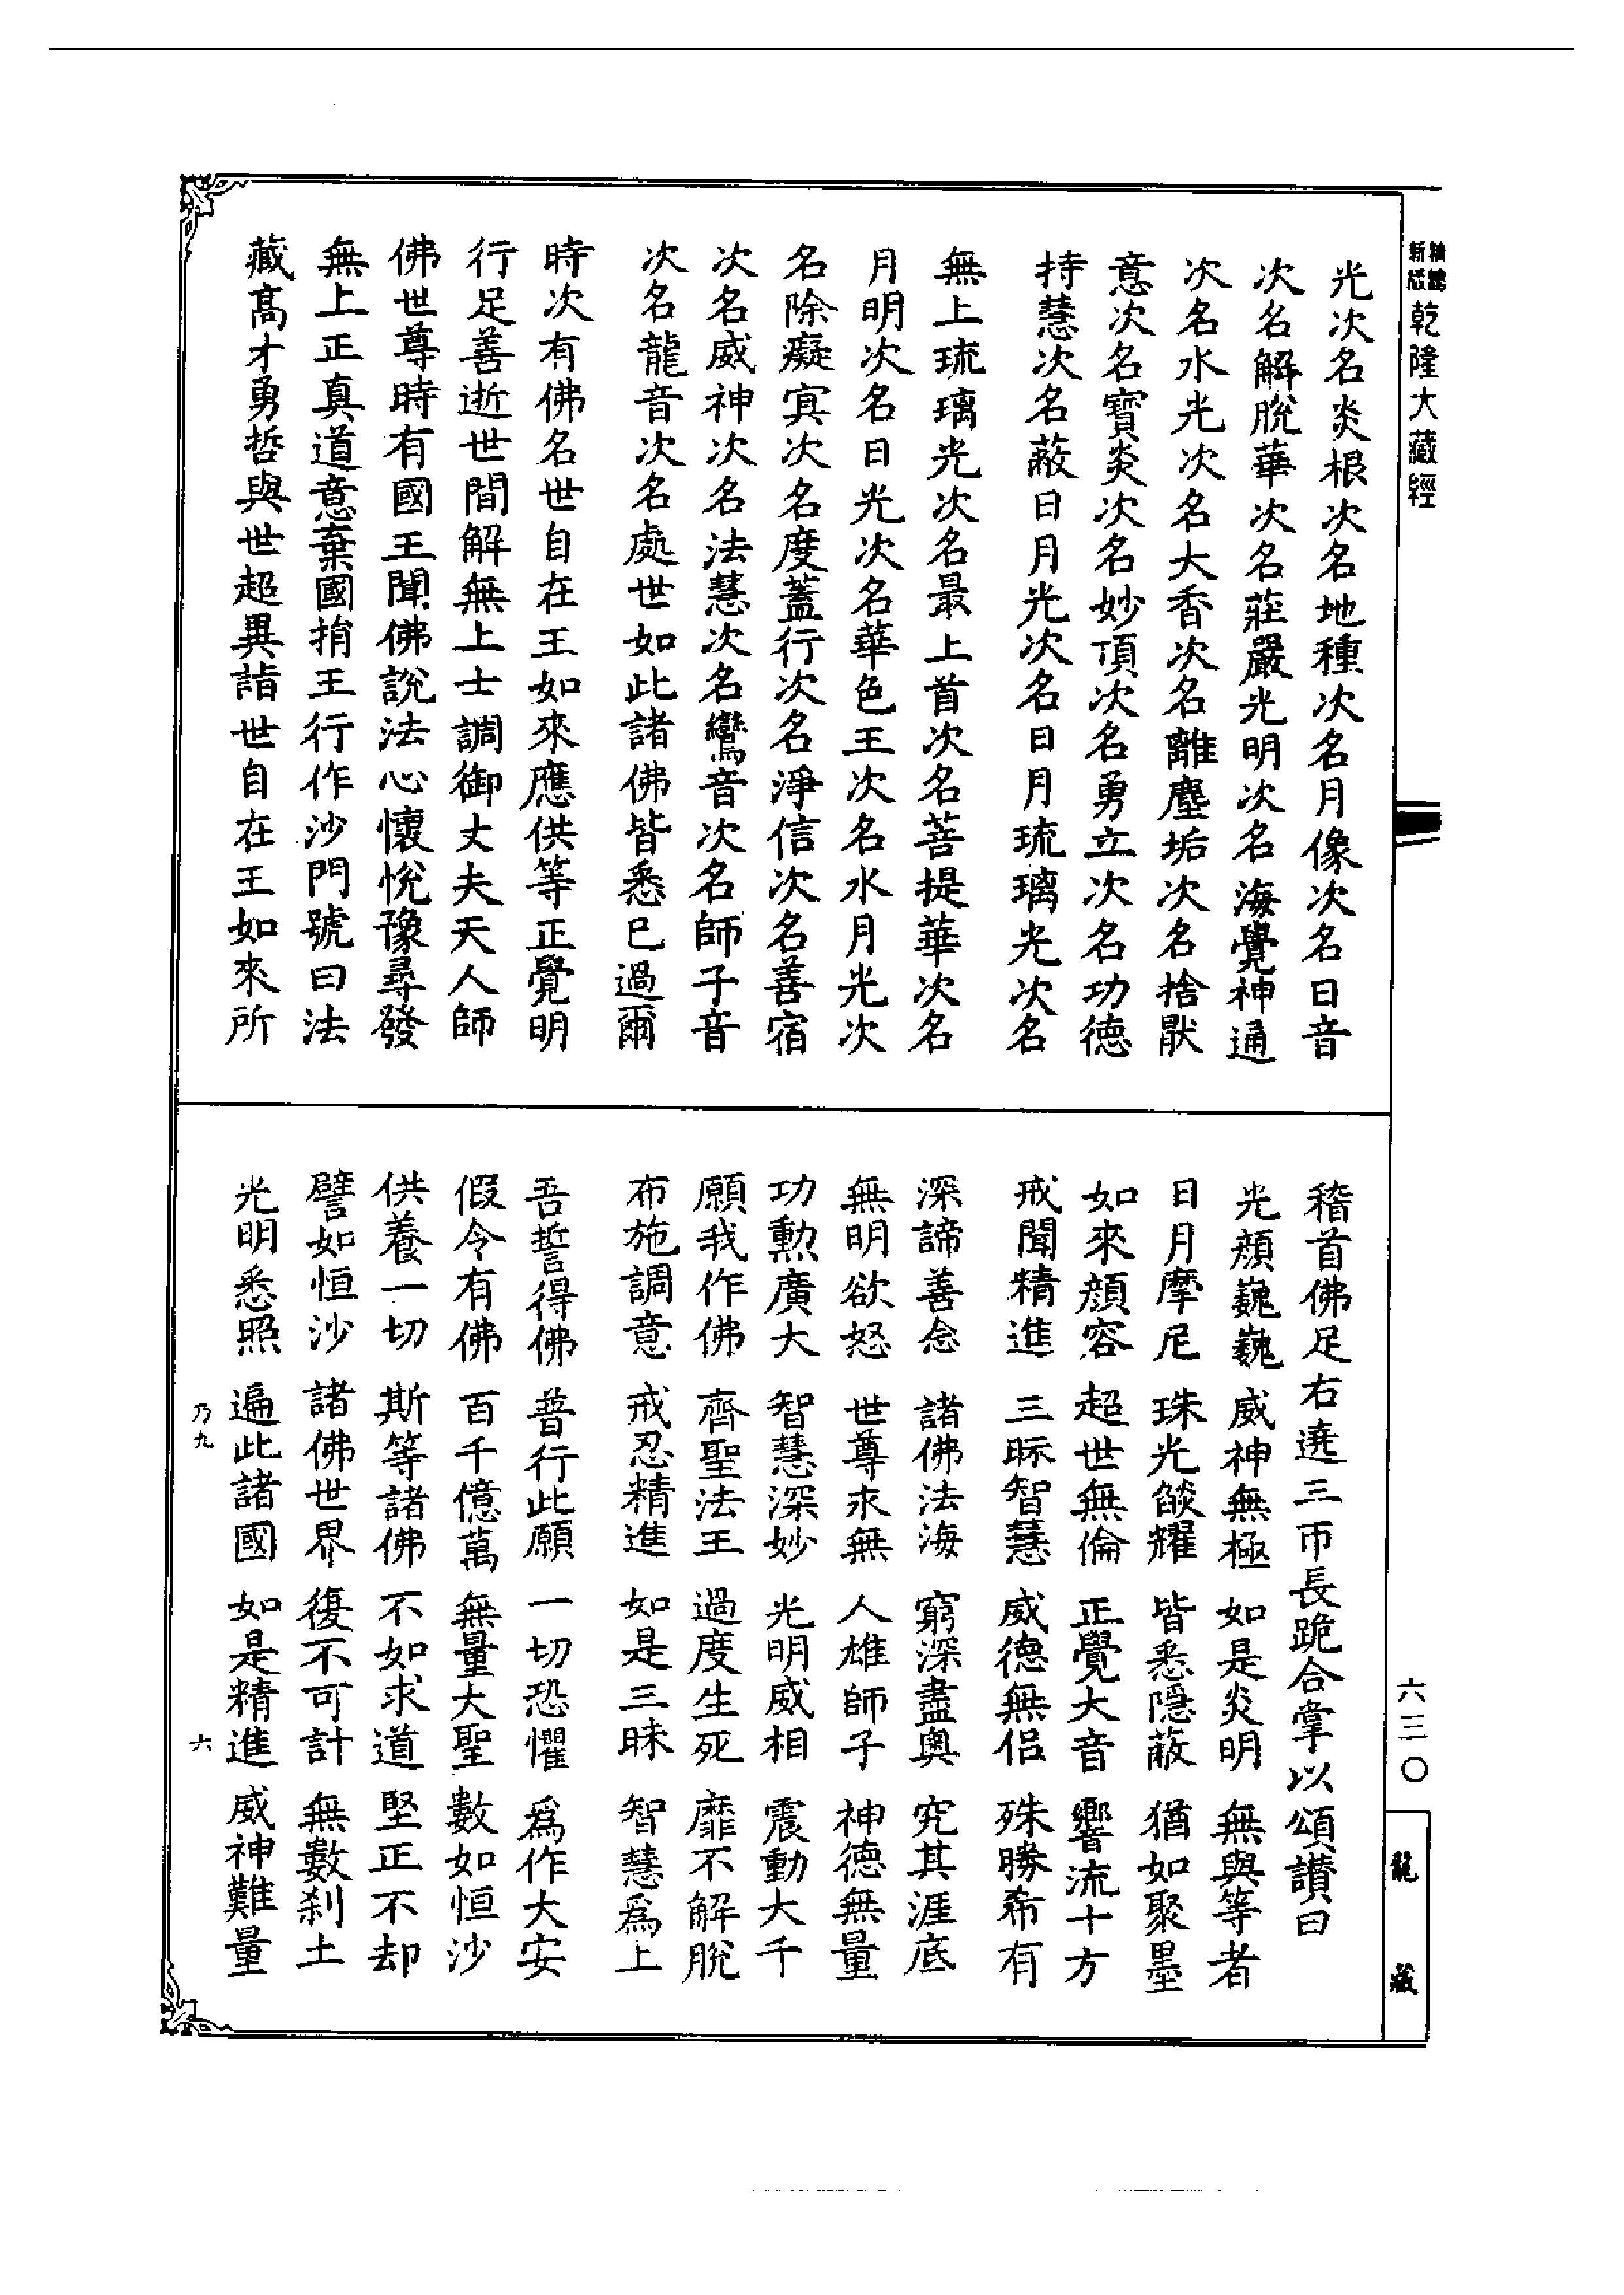 新版
精縮
乾隆大藏經
光次名炎根次名地種次名月像次名日音
次名解脫華次名莊嚴光明次名海覺神通
次名水光次名大香次名離塵垢次名捨猒
意次名寶炎次名妙頂次名勇立次名功德
持慧次名蔽日月光次名日月琉璃光次名
無上琉璃光次名最上首次名菩提華次名
月明次名日光次名華色王次名水月光次
名除癡冥次名度蓋行次名淨信次名善宿
次名威神次名法慧次名鸞音次名師子音
次名龍音次名處世如此諸佛皆悉已過爾
時次有佛名世自在王如來應供等正覺明
行足善逝世間解無上士調御丈夫天人師
佛世尊時有國王聞佛說法心懷悅豫尋發
無上正真道意棄國捐王行作沙門號曰法
藏高才勇哲與世超異詣世自在王如來所
稽首佛足右遶三帀長跪合掌以頌讚曰
光顏巍巍　威神無極　如是炎明　無與等者
日月摩尼　珠光燄耀　皆悉隱蔽　猶如聚墨
如來顏容　超世無倫　正覺大音　響流十方
戒聞精進　三昧智慧　威德無侶　殊勝希有
深諦善念　諸佛法海　窮深盡奧　究其涯底
無明欲怒　世尊永無　人雄師子　神德無量
功勳廣大　智慧深妙　光明威相　震動大千
願我作佛　齊聖法王　過度生死　靡不解脫
布施調意　戒忍精進　如是三昧　智慧爲上
吾誓得佛　普行此願　一切恐懼　爲作大安
假令有佛　百千億萬　無量大聖　數如恒沙
供養一切　斯等諸佛　不如求道　堅正不却
譬如恒沙　諸佛世界　復不可計　無數刹土
光明悉照　遍此諸國　如是精進　威神難量
乃九
六
六三〇
龍藏